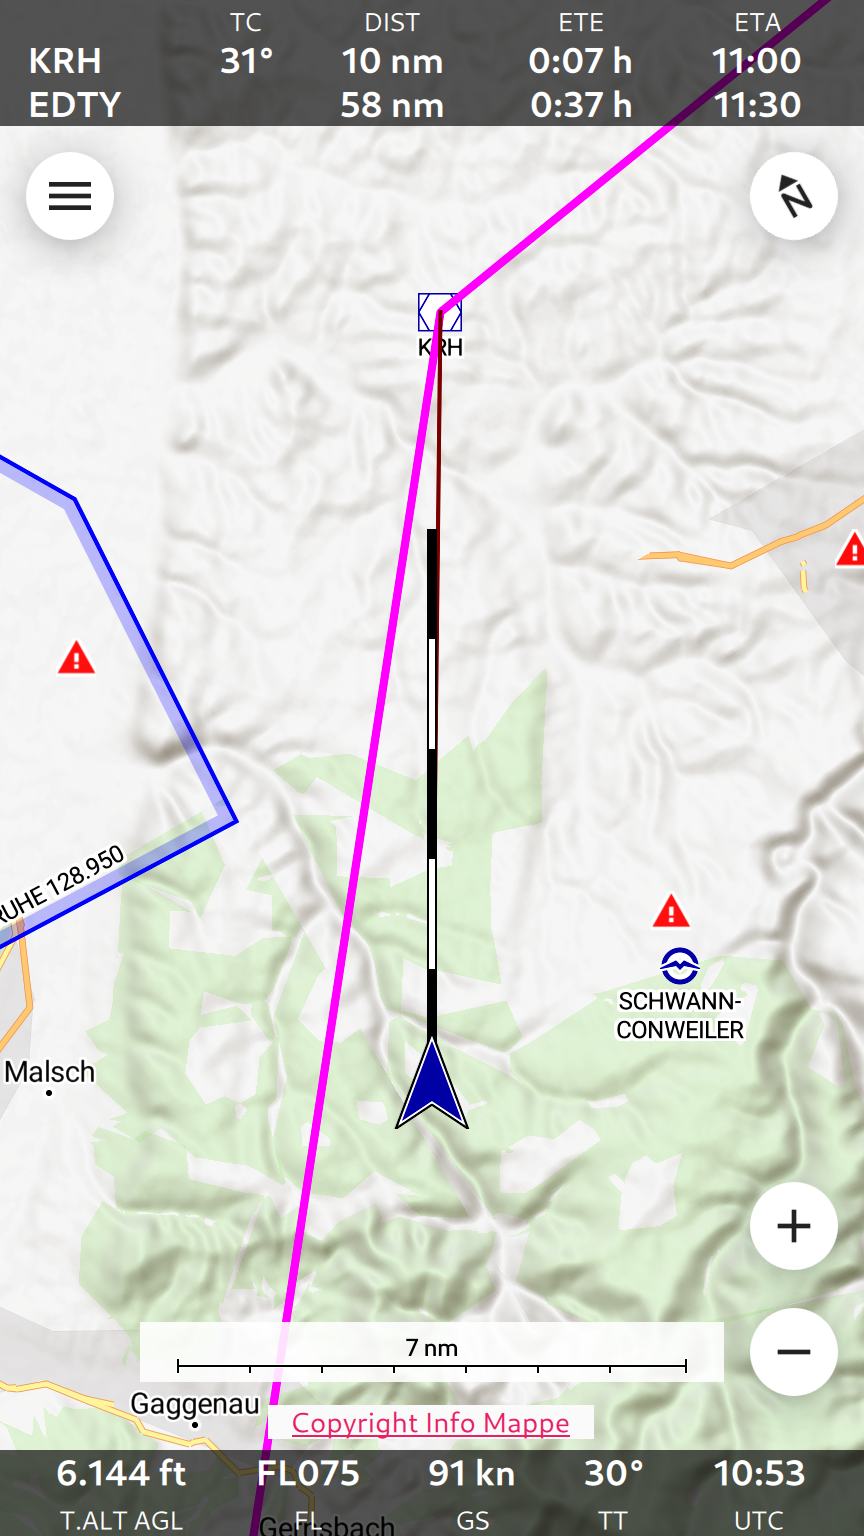 TC DIST ETE ETA
KRH 31° 10 nm 0:07 h 11:00
EDTY 58 nm 0:37 h 11:30
N
KRH
RUHE 128.950
SCHWANN-
CONWEILER
Malsch
7 nm
Gaggenau
Copyright Info Mappe
6.144 ft FL075 91 kn 30° 10:53
T.ALT AGL FL GS TT UTC